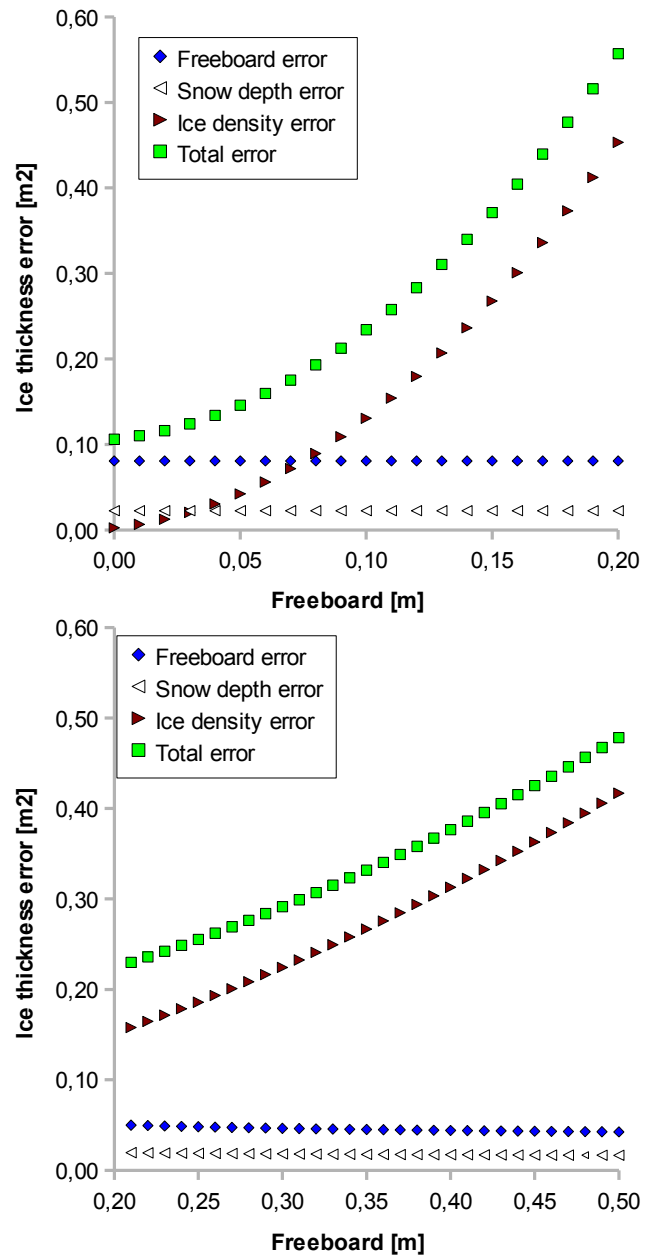 0,60
Freeboard error
Snow depth error
Ice density error
Total error
0,50
0,40
0,30
0,20
0,10
0,00
Ice thickness error [m2]
0,00 0,05 0,10 0,15 0,20
Freeboard [m]
0,60
Freeboard error
Snow depth error
Ice density error
Total error
0,50
0,40
0,30
0,20
0,10
0,00
Ice thickness error [m2]
0,20 0,25 0,30 0,35 0,40 0,45 0,50
Freeboard [m]